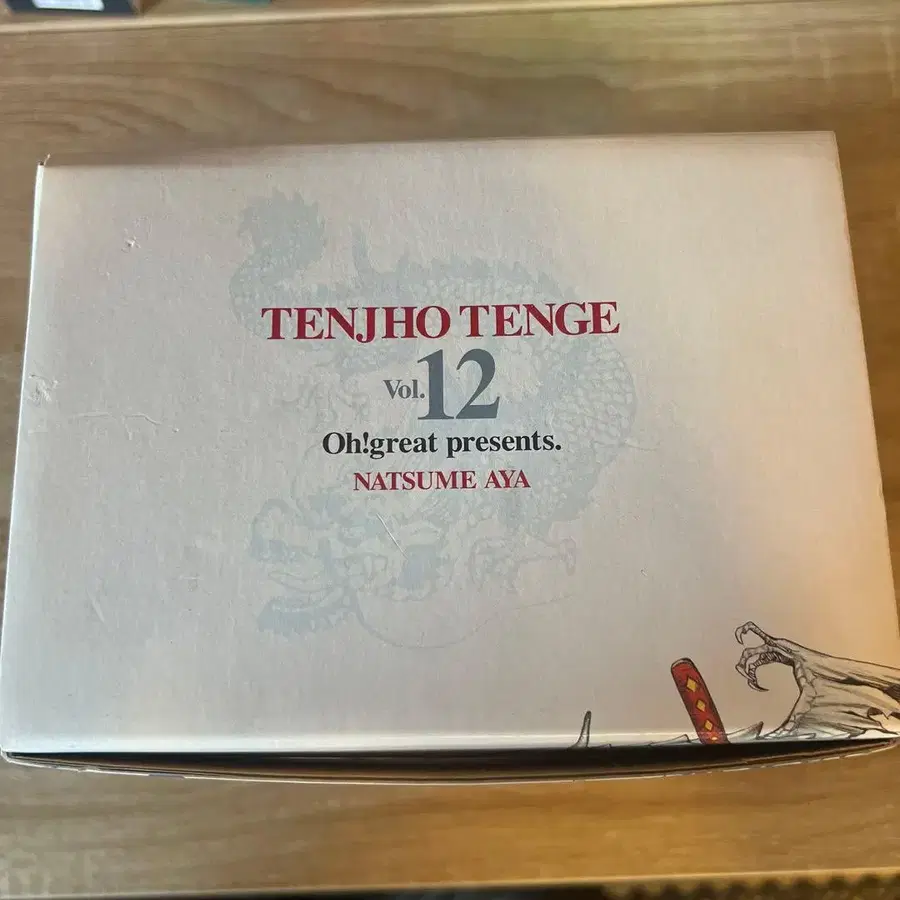 TENJHO TENGE
Vol.12
Oh!great presents.
NATSUME AYA